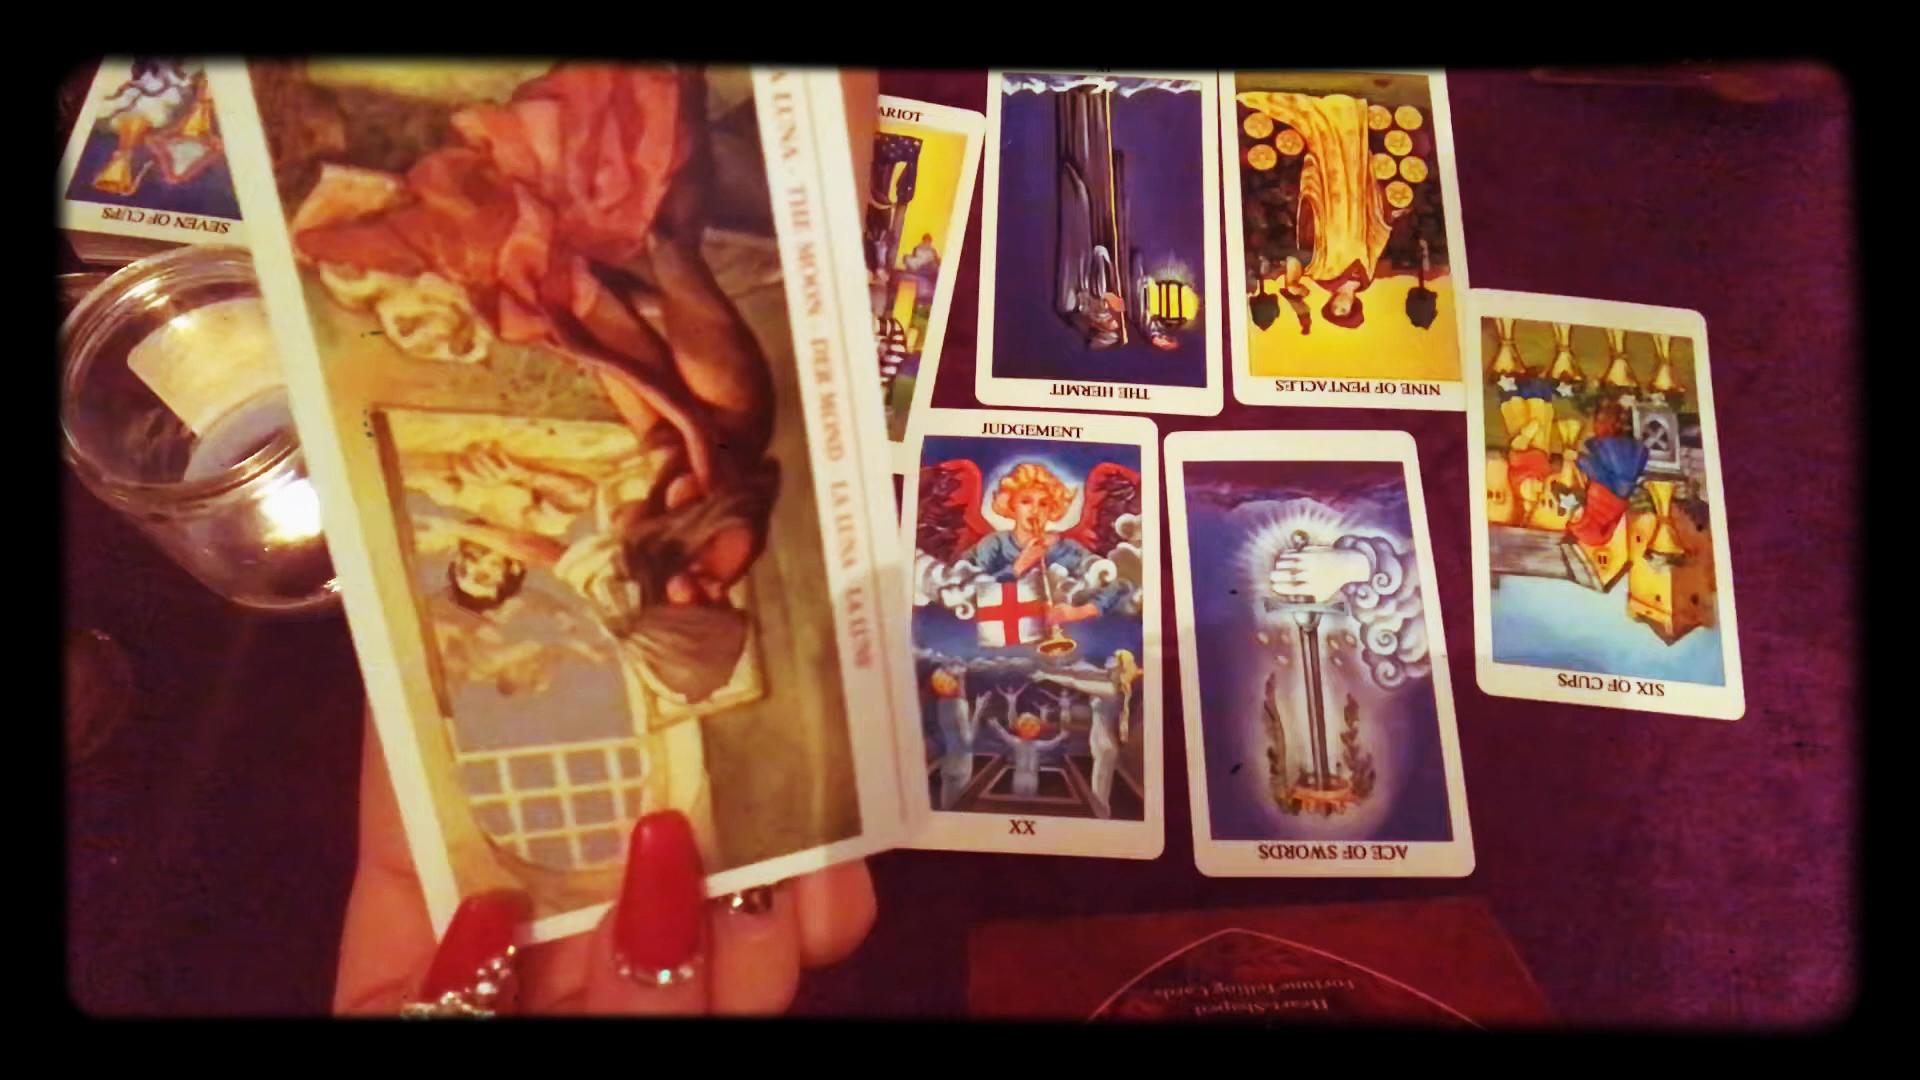 SEVEN OF CUPS
LUNA · THE MOON · DER MOND · LA LUNA · LA LUNE
ARIOT
THE HERMIT
NINE OF PENTACLES
JUDGEMENT
XX
ACE OF SWORDS
SIX OF CUPS
Heart-Shaped
Fortune Telling Cards